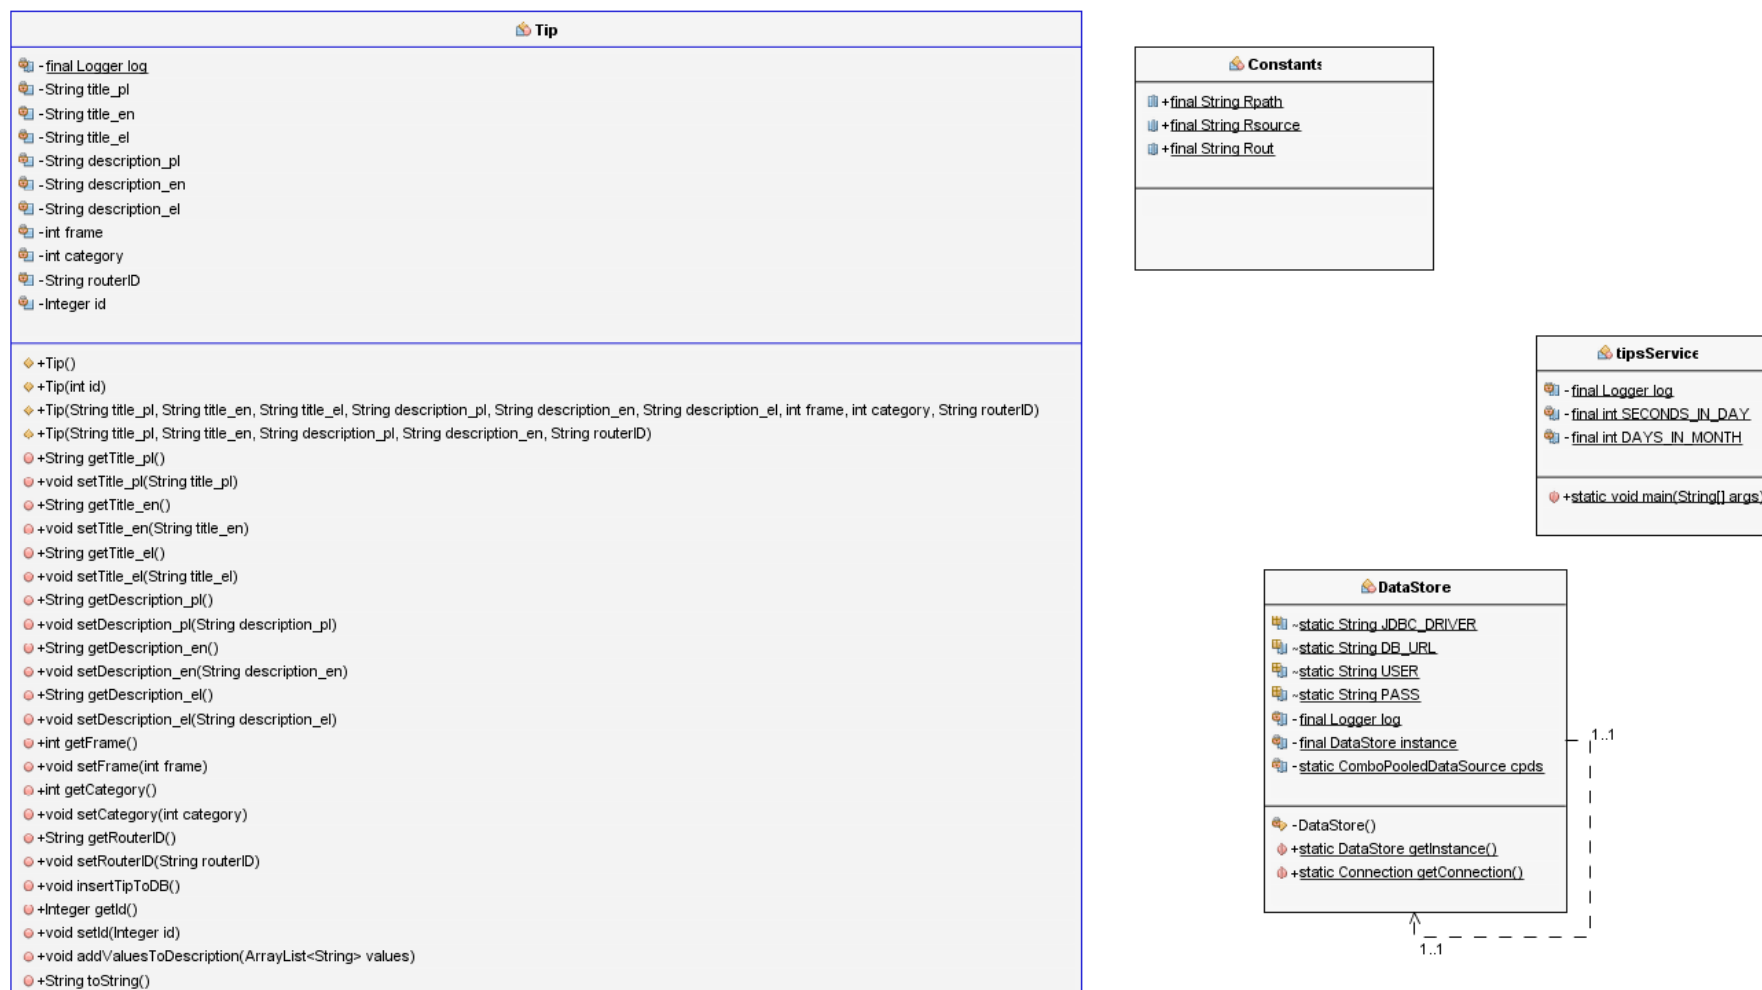 Tip
-final Logger log
-String title_pl
-String title_en
-String title_el
-String description_pl
-String description_en
-String description_el
-int frame
-int category
-String routerID
-Integer id
+Tip()
+Tip(int id)
+Tip(String title_pl, String title_en, String title_el, String description_pl, String description_en, String description_el, int frame, int category, String routerID)
+Tip(String title_pl, String title_en, String description_pl, String description_en, String routerID)
+String getTitle_pl()
+void setTitle_pl(String title_pl)
+String getTitle_en()
+void setTitle_en(String title_en)
+String getTitle_el()
+void setTitle_el(String title_el)
+String getDescription_pl()
+void setDescription_pl(String description_pl)
+String getDescription_en()
+void setDescription_en(String description_en)
+String getDescription_el()
+void setDescription_el(String description_el)
+int getFrame()
+void setFrame(int frame)
+int getCategory()
+void setCategory(int category)
+String getRouterID()
+void setRouterID(String routerID)
+void insertTipToDB()
+Integer getId()
+void setId(Integer id)
+void addValuesToDescription(ArrayList<String> values)
+String toString()
Constants
+final String Rpath
+final String Rsource
+final String Rout
tipsService
-final Logger log
-final int SECONDS_IN_DAY
-final int DAYS_IN_MONTH
+static void main(String[] args)
DataStore
~static String JDBC_DRIVER
~static String DB_URL
~static String USER
~static String PASS
-final Logger log
-final DataStore instance
-static ComboPooledDataSource cpds
-DataStore()
+static DataStore getInstance()
+static Connection getConnection()
1..1
1..1